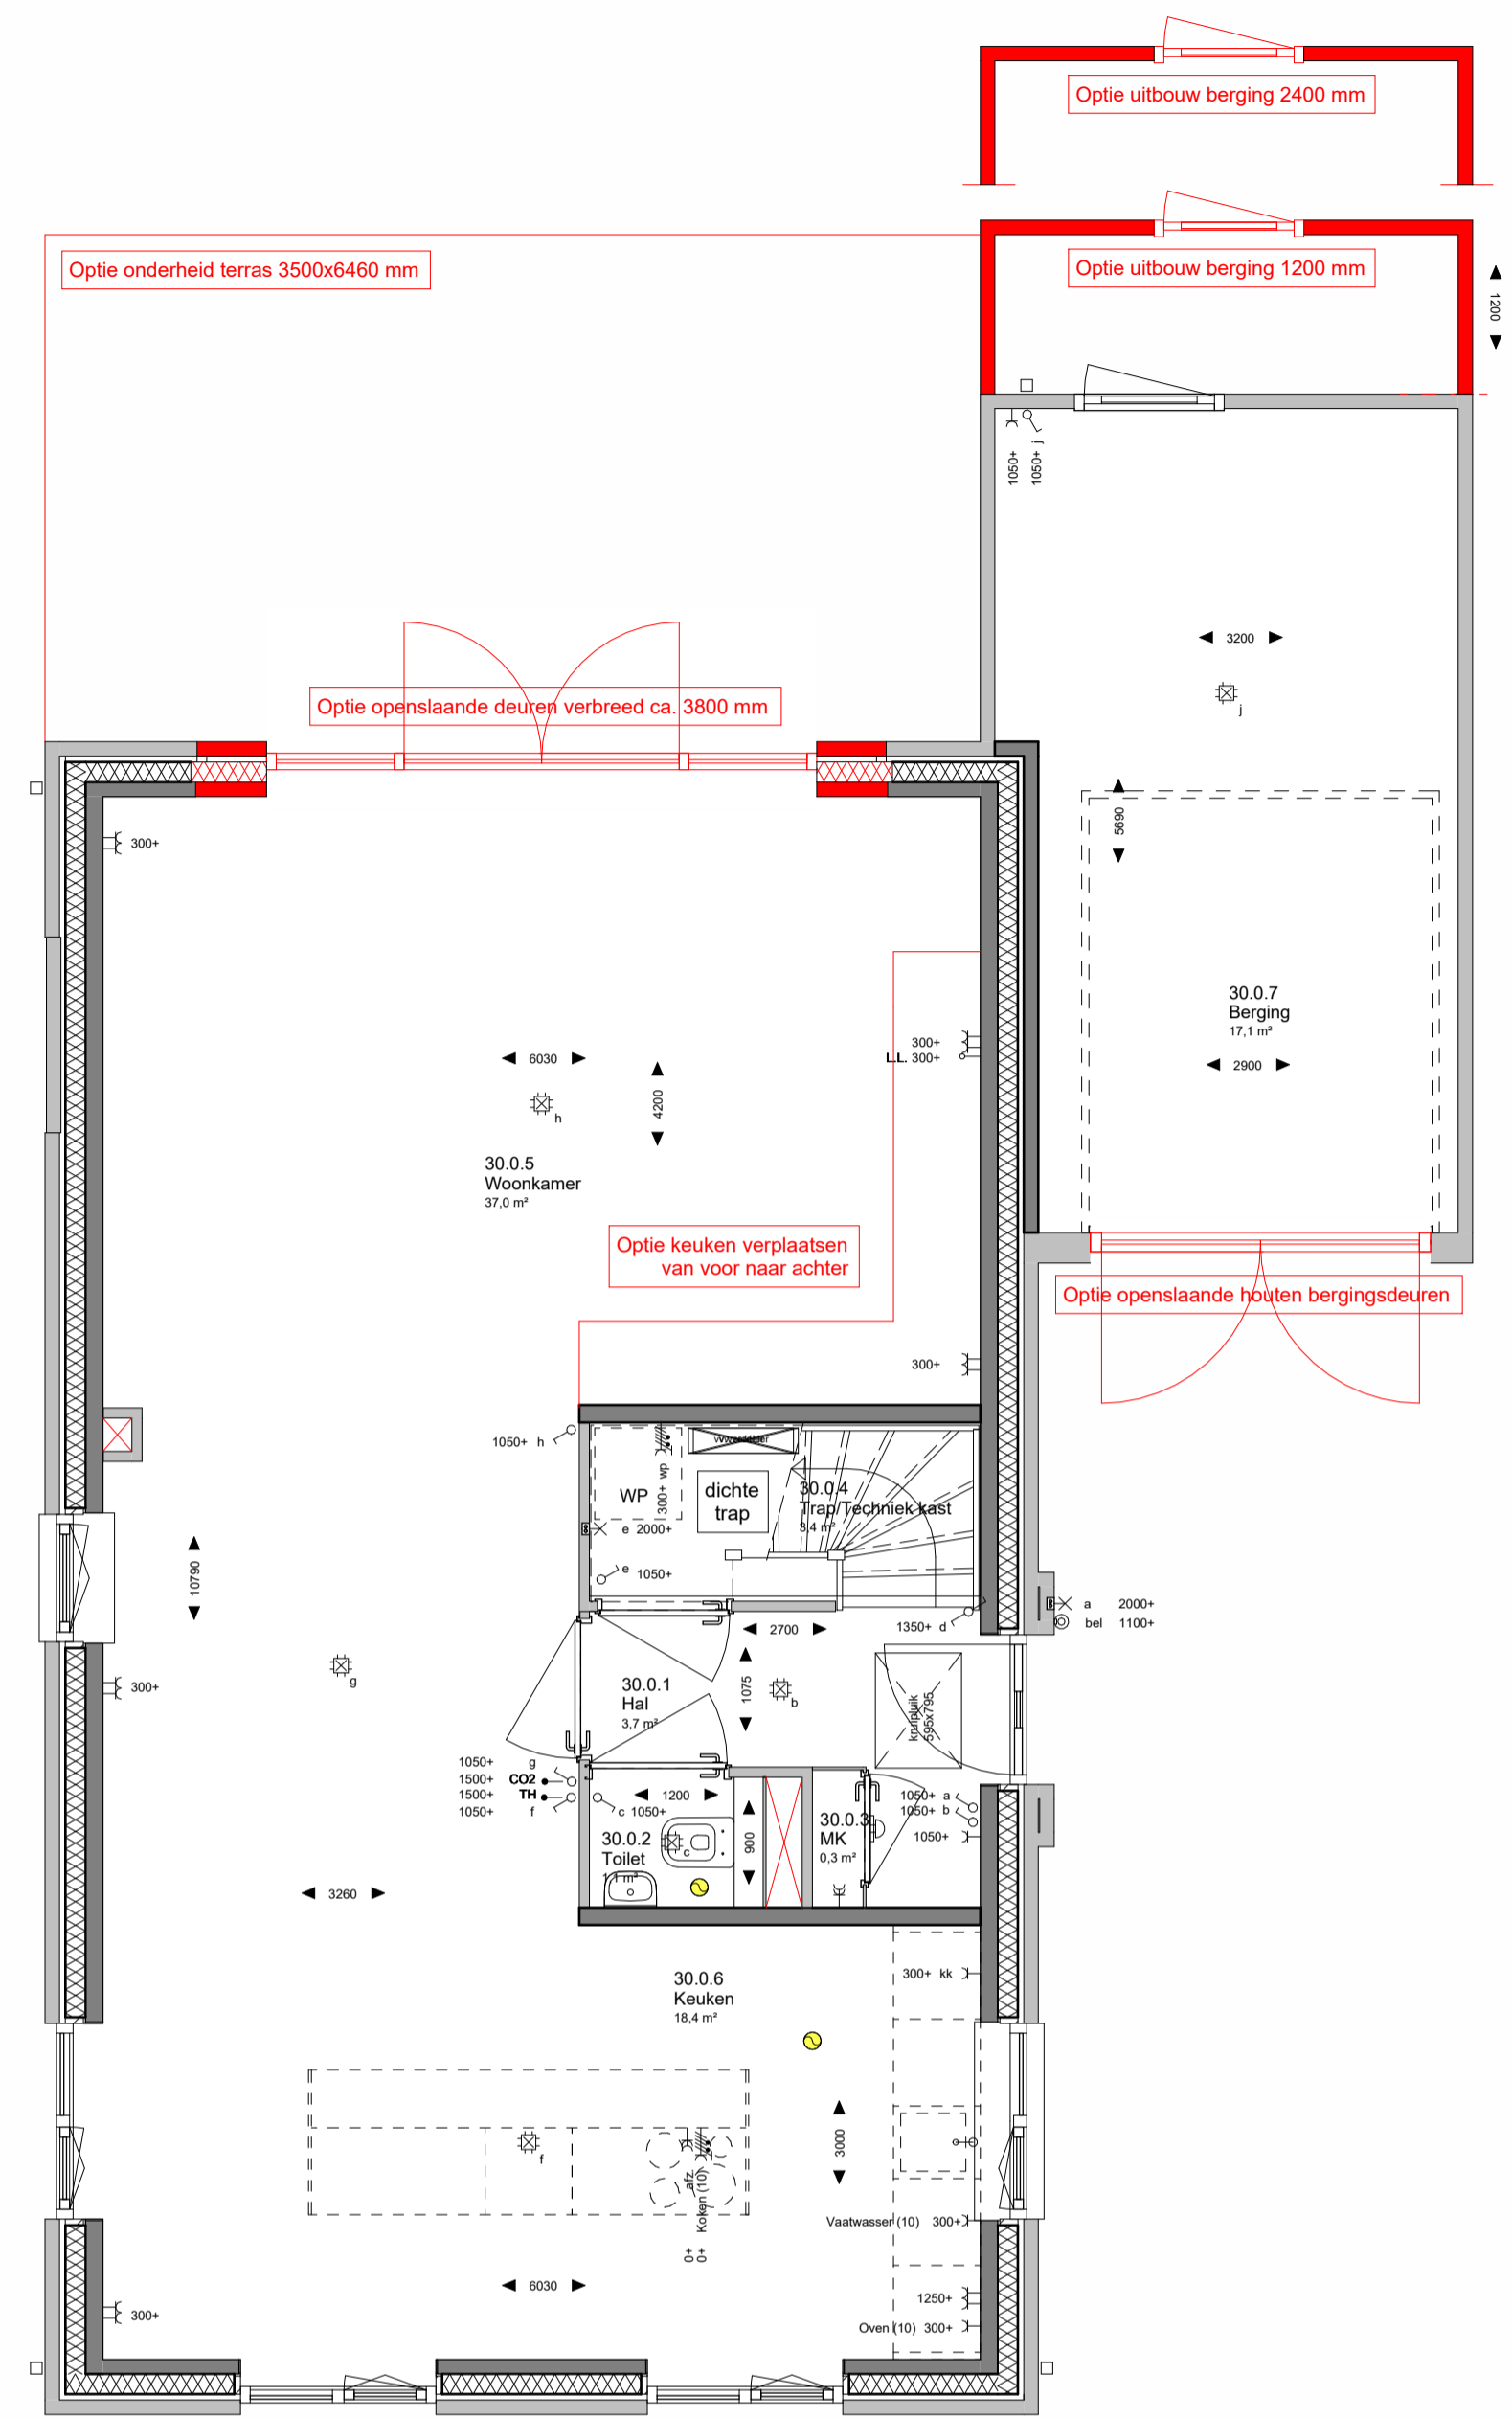 Optie uitbouw berging 2400 mm
Optie onderheid terras 3500x6460 mm
Optie uitbouw berging 1200 mm
1200
1050+
1050+ j
3200
j
Optie openslaande deuren verbreed ca. 3800 mm
5690
300+
30.0.7
Berging
17,1 m²
2900
6030
4200
h
300+
L.L. 300+
30.0.5
Woonkamer
37,0 m²
Optie keuken verplaatsen
van voor naar achter
Optie openslaande houten bergingsdeuren
300+
1050+ h
WP
300+ wp
dichte
trap
30.0.4
Trap/Techniek kast
3,4 m²
e 2000+
e 1050+
10790
1350+ d
a 2000+
bel 1100+
2700
1075
b
30.0.1
Hal
3,7 m²
kruipluik
595x795
g
300+
1050+ g
1500+ CO2
1500+ TH
1050+ f
1200
c 1050+
900
30.0.2
Toilet
1,1 m²
c
30.0.3
MK
0,3 m²
1050+ a
1050+ b
1050+
3260
30.0.6
Keuken
18,4 m²
300+ kk
f
afz.
Koken (10)
0+
0+
3000
Vaatwasser (10) 300+
6030
1250+
Oven (10) 300+
300+